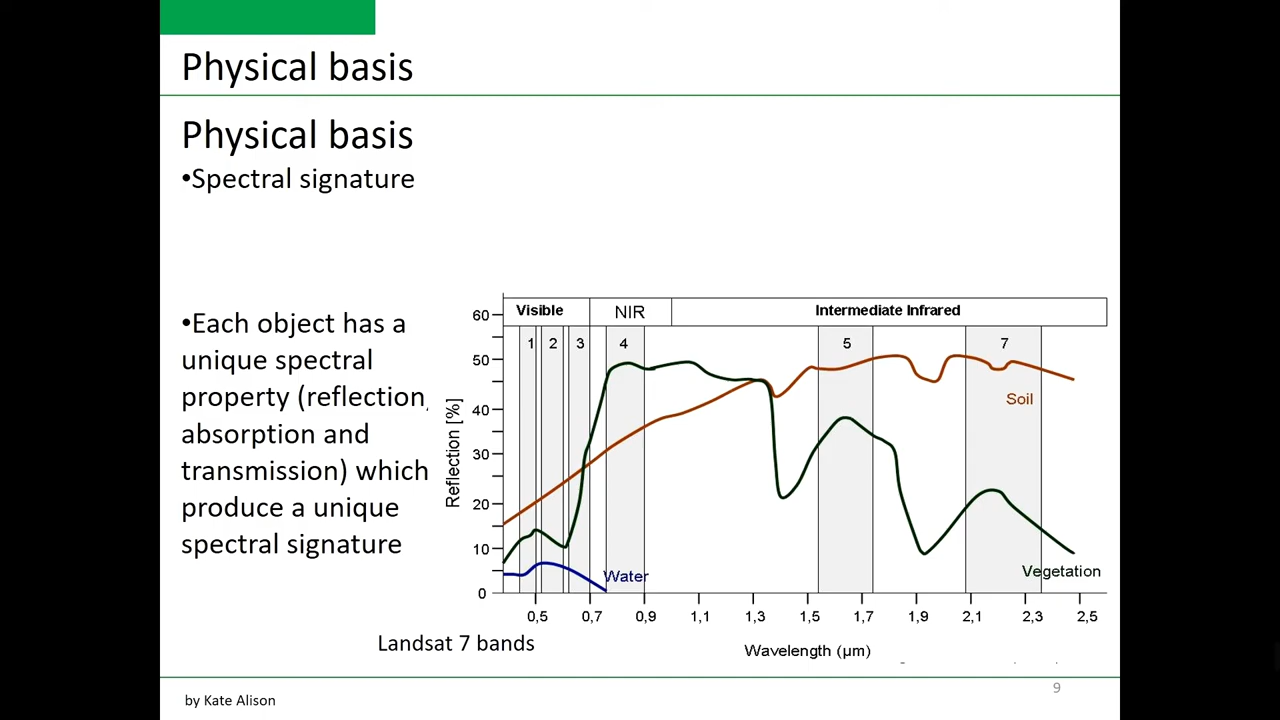 Physical basis
Physical basis
•Spectral signature
•Each object has a
unique spectral
property (reflection,
absorption and
transmission) which
produce a unique
spectral signature
Visible NIR Intermediate Infrared
60
50
40
30
20
10
0
1 2 3 4 5 7
Reflection [%]
Soil
Water
Vegetation
0,5 0,7 0,9 1,1 1,3 1,5 1,7 1,9 2,1 2,3 2,5
Landsat 7 bands
Wavelength (µm)
by Kate Alison
9